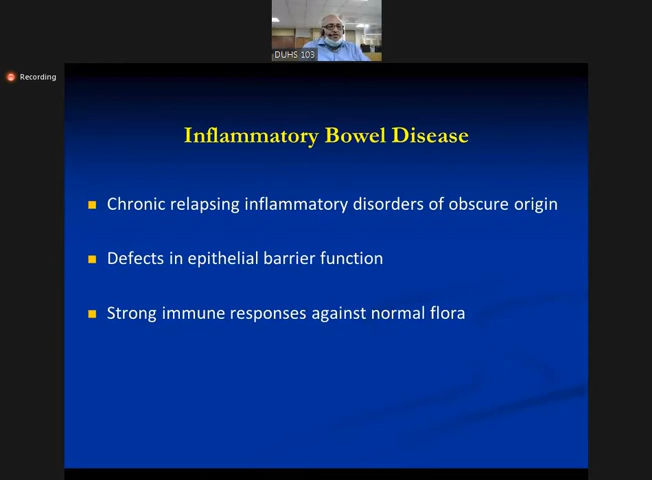 DUHS 103
Recording
Inflammatory Bowel Disease
Chronic relapsing inflammatory disorders of obscure origin
Defects in epithelial barrier function
Strong immune responses against normal flora